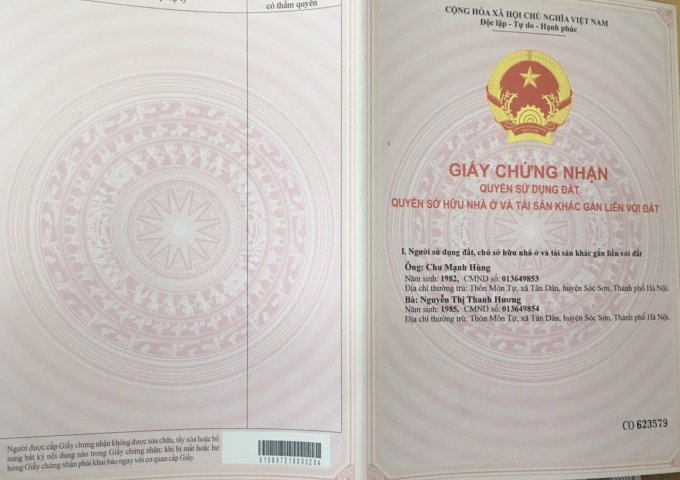 có thẩm quyền
Người được cấp Giấy chứng nhận không được sửa chữa, tẩy xóa hoặc bổ
sung bất kỳ nội dung nào trong Giấy chứng nhận; khi bị mất hoặc hư
hỏng Giấy chứng nhận phải khai báo ngay với cơ quan cấp Giấy.
CỘNG HÒA XÃ HỘI CHỦ NGHĨA VIỆT NAM
Độc lập - Tự do - Hạnh phúc
GIẤY CHỨNG NHẬN
QUYỀN SỬ DỤNG ĐẤT
QUYỀN SỞ HỮU NHÀ Ở VÀ TÀI SẢN KHÁC GẮN LIỀN VỚI ĐẤT
I. Người sử dụng đất, chủ sở hữu nhà ở và tài sản khác gắn liền với đất
Ông: Chu Mạnh Hùng
Năm sinh: 1982, CMND số: 013649853
Địa chỉ thường trú: Thôn Môn Tự, xã Tân Dân, huyện Sóc Sơn, Thành phố Hà Nội.
Bà: Nguyễn Thị Thanh Hương
Năm sinh: 1985, CMND số: 013649854
Địa chỉ thường trú: Thôn Môn Tự, xã Tân Dân, huyện Sóc Sơn, Thành phố Hà Nội.
CO 623579